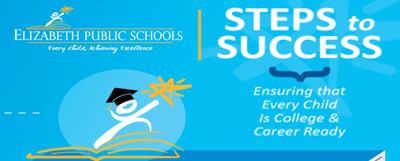 ELIZABETH PUBLIC SCHOOLS
Every Child, Achieving Excellence
STEPS to
SUCCESS
Ensuring that
Every Child
Is College &
Career Ready